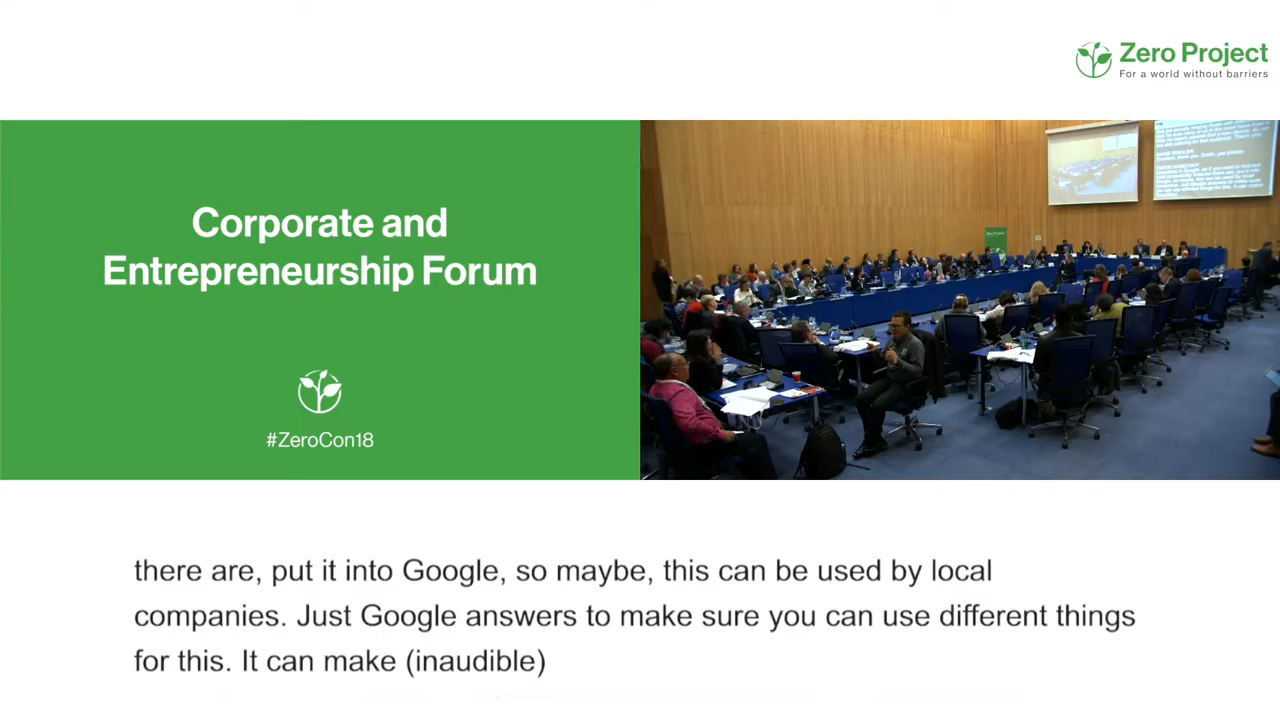 Zero Project
For a world without barriers
Corporate and
Entrepreneurship Forum
#ZeroCon18
there are, put it into Google, so maybe, this can be used by local
companies. Just Google answers to make sure you can use different things
for this. It can make (inaudible)